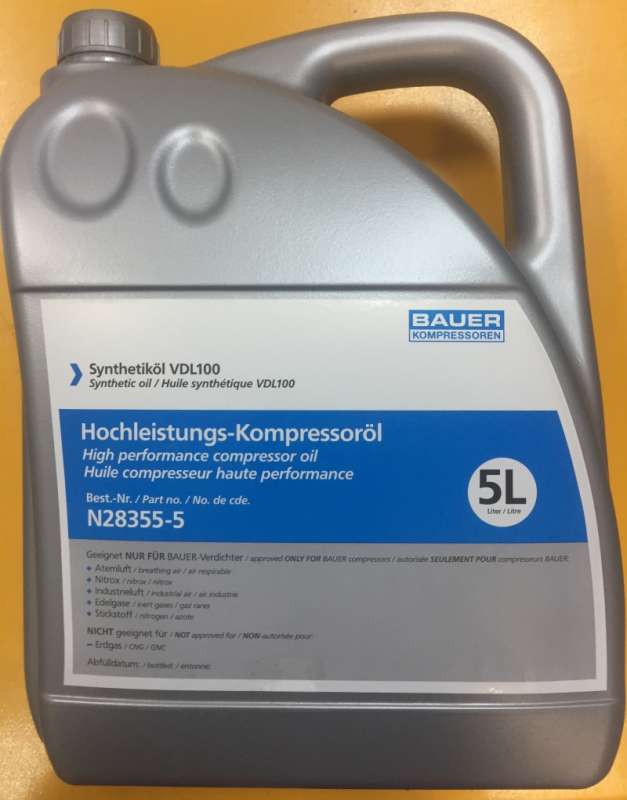 BAUER
KOMPRESSOREN
Synthetiköl VDL100
Synthetic oil / Huile synthétique VDL100
Hochleistungs-Kompressoröl
High performance compressor oil
Huile compresseur haute performance
5L
Liter / Litre
Best.-Nr. / Part no. / No. de cde.
N28355-5
Geeignet NUR FÜR BAUER-Verdichter / approved ONLY FOR BAUER compressors / autorisée SEULEMENT POUR compresseurs BAUER:
+ Atemluft / breathing air / air respirable
+ Nitrox / nitrox / nitrox
+ Industrieluft / industrial air / air industrie
+ Edelgase / inert gases / gaz rares
+ Stickstoff / nitrogen / azote
NICHT geeignet für / NOT approved for / NON-autorisée pour:
– Erdgas / CNG / GNC
Abfülldatum: / bottled: / entonné: